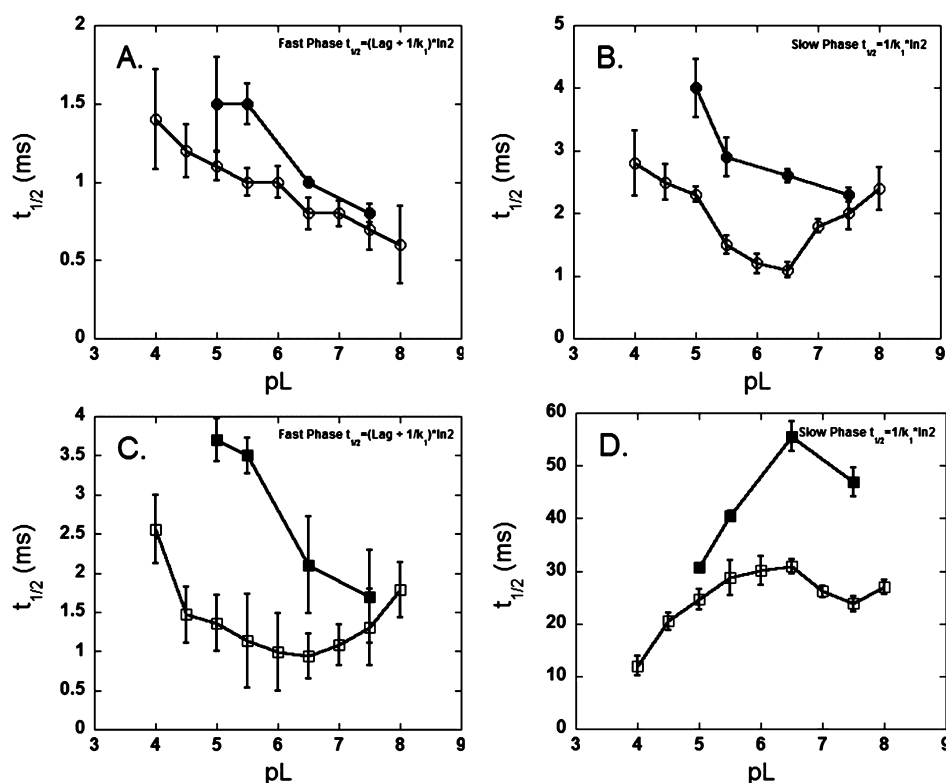 A.
Fast Phase t1/2=(Lag + 1/k1)*ln2
t1/2 (ms)
2
1.5
1
0.5
0
3 4 5 6 7 8 9
pL
B.
Slow Phase t1/2=1/k1*ln2
t1/2 (ms)
5
4
3
2
1
0
3 4 5 6 7 8 9
pL
C.
Fast Phase t1/2=(Lag + 1/k1)*ln2
t1/2 (ms)
4
3.5
3
2.5
2
1.5
1
0.5
0
3 4 5 6 7 8 9
pL
D.
Slow Phase t1/2=1/k1*ln2
t1/2 (ms)
60
50
40
30
20
10
0
3 4 5 6 7 8 9
pL